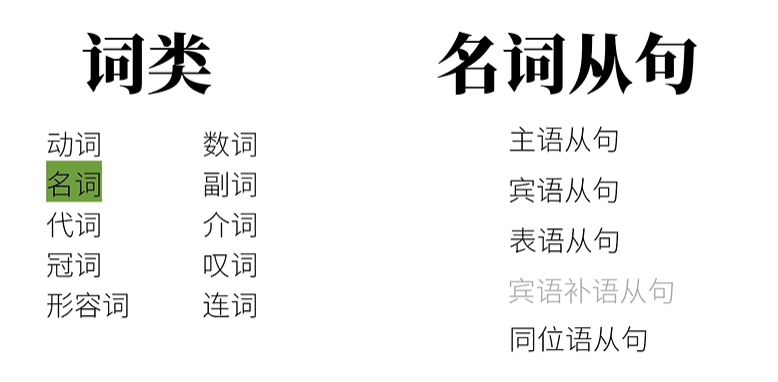 词类
动词
名词
代词
冠词
形容词
数词
副词
介词
叹词
连词
名词从句
主语从句
宾语从句
表语从句
宾语补语从句
同位语从句